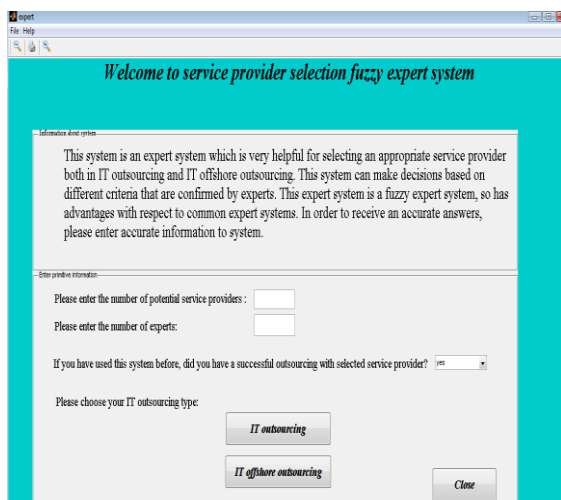 expert
File Help
Welcome to service provider selection fuzzy expert system
Information about system
This system is an expert system which is very helpful for selecting an appropriate service provider
both in IT outsourcing and IT offshore outsourcing. This system can make decisions based on
different criteria that are confirmed by experts. This expert system is a fuzzy expert system, so has
advantages with respect to common expert systems. In order to receive an accurate answers,
please enter accurate information to system.
Enter primitive information
Please enter the number of potential service providers :
Please enter the number of experts:
If you have used this system before, did you have a successful outsourcing with selected service provider? yes
Please choose your IT outsourcing type:
IT outsourcing
IT offshore outsourcing
Close